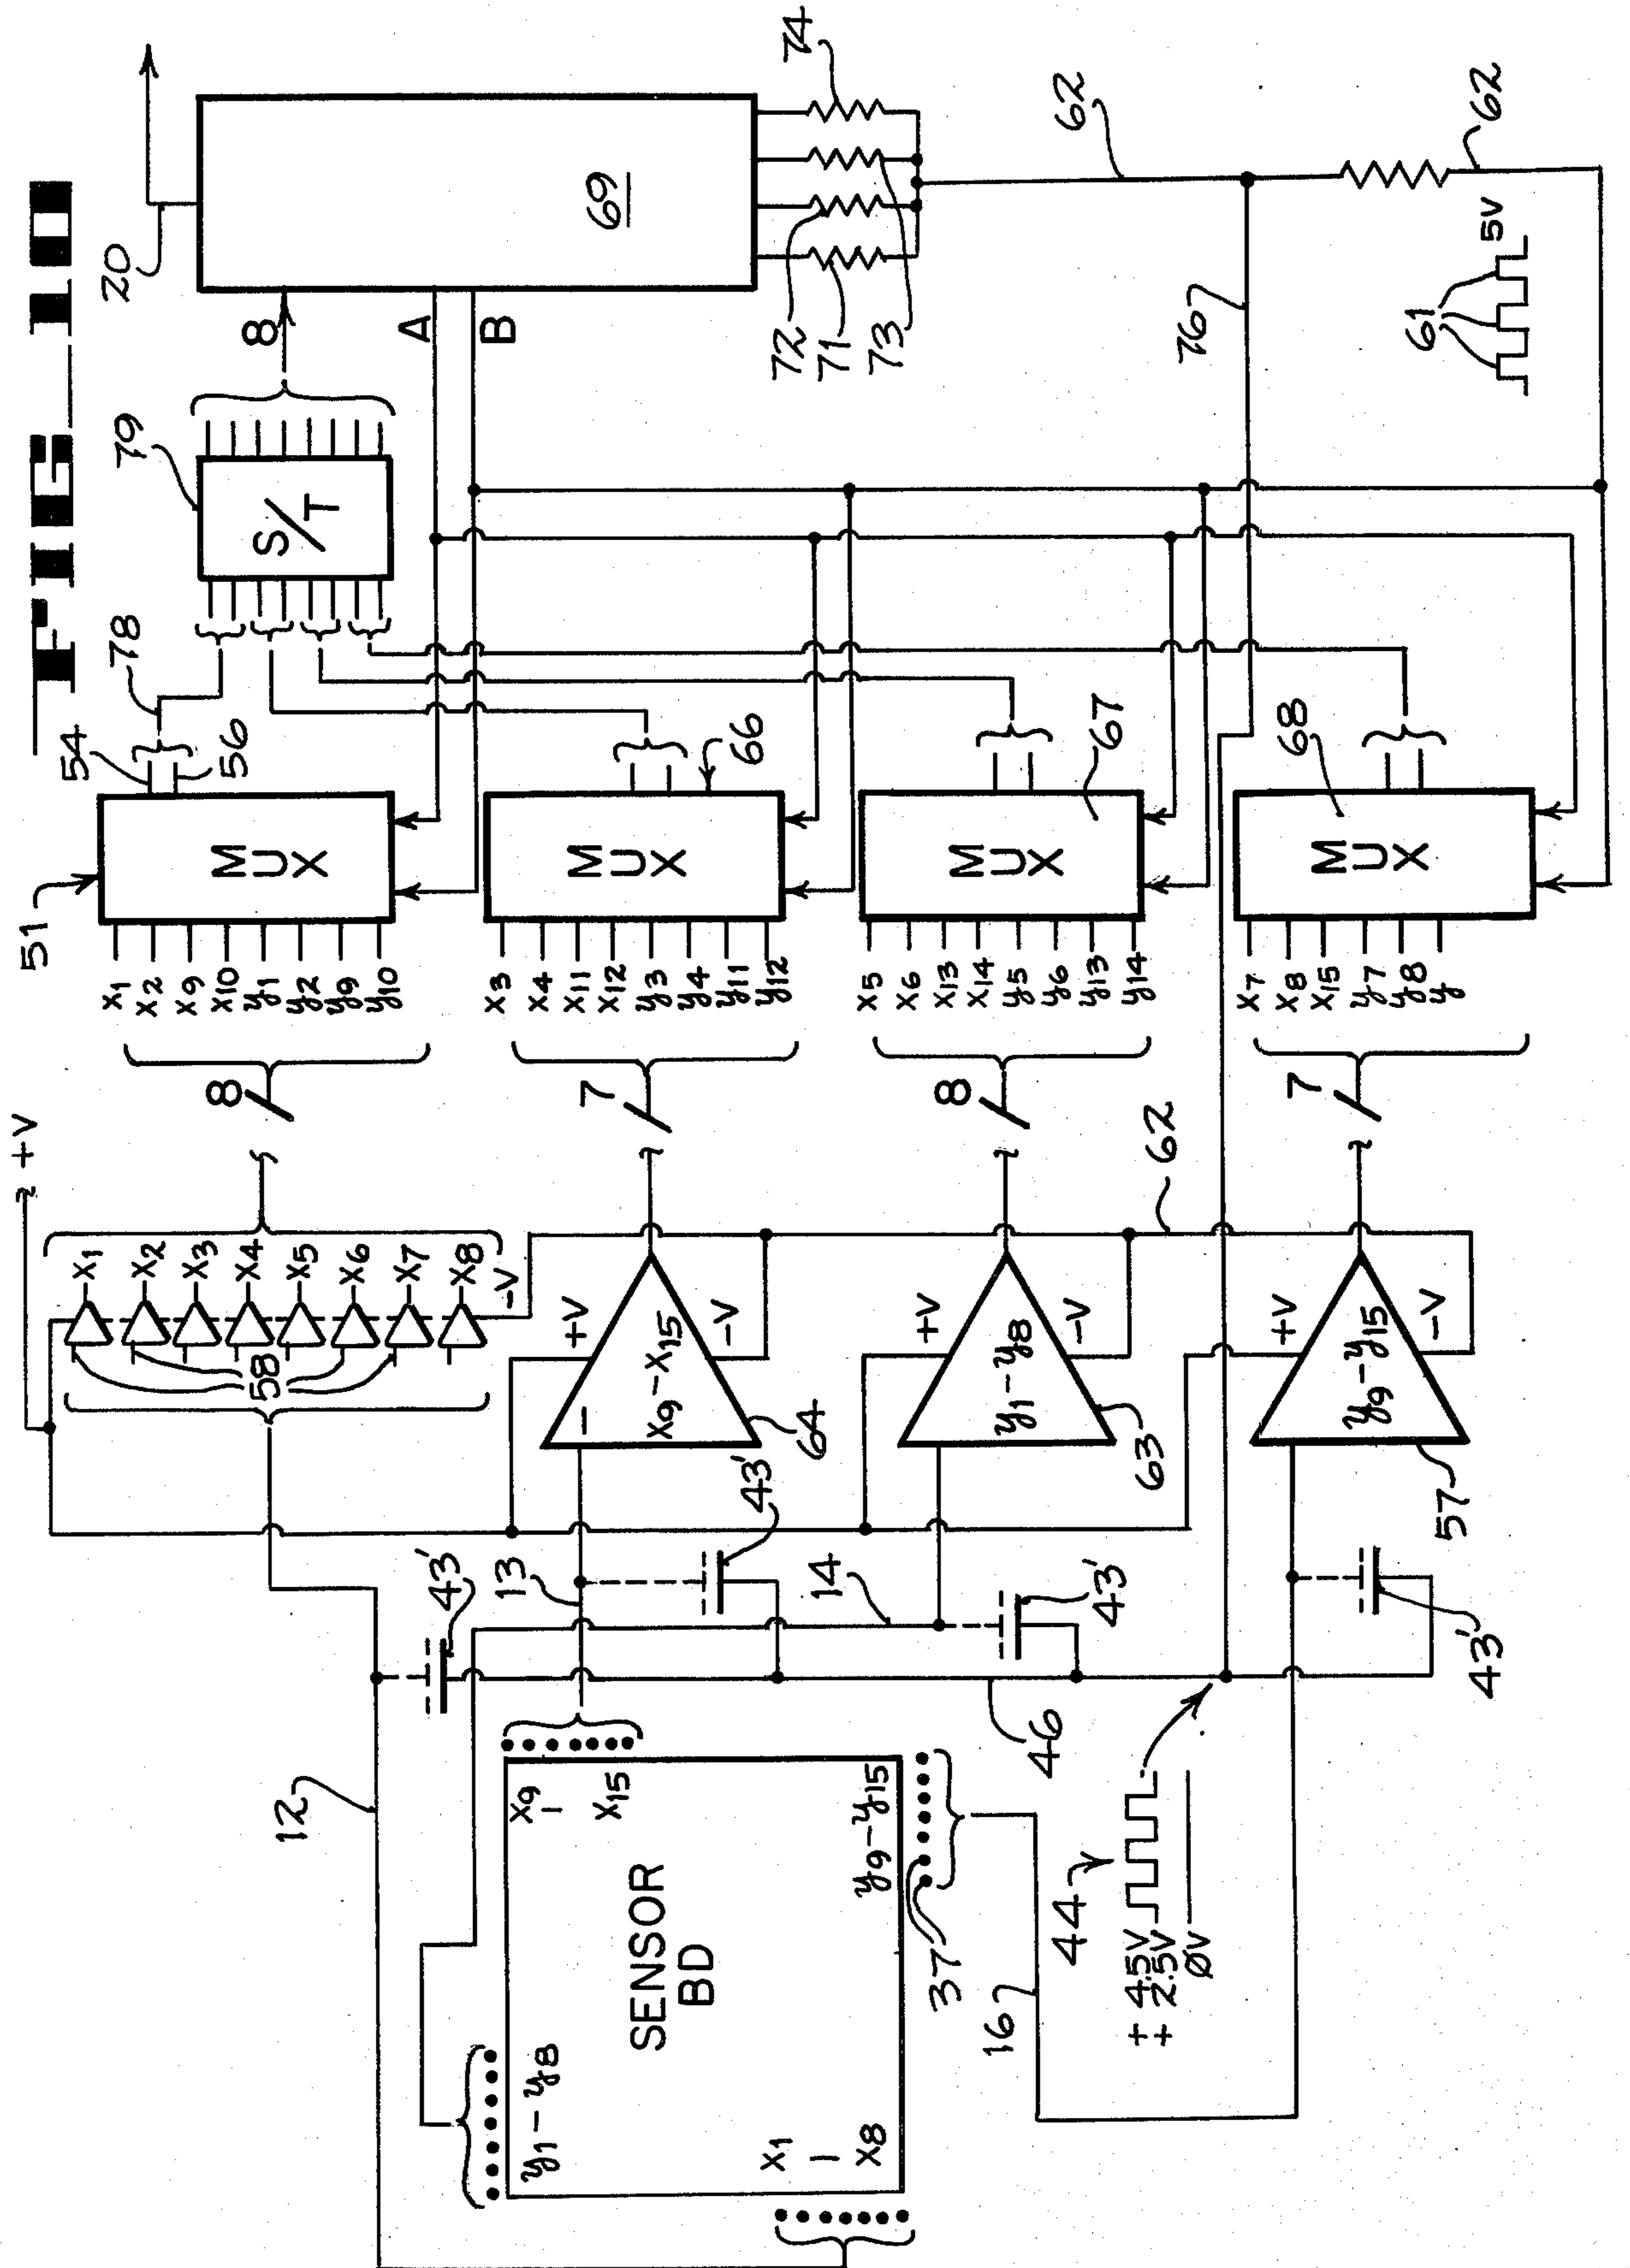 FIG_10
20
8
A
B
69
74
72
71
73
62
62
5V
61
76
79
S/T
78
54
56
66
67
68
51
MUX
MUX
MUX
MUX
X1
X2
X9
X10
y1
y2
y9
y10
X3
X4
X11
X12
y3
y4
y11
y12
X5
X6
X13
X14
y5
y6
y13
y14
X7
X8
X15
y7
y8
y
8
7
8
7
+V
X1
X2
X3
X4
X5
X6
X7
X8
-V
58
62
+V
X9-X15
-V
64
+V
y1-y8
-V
63
+V
y9-y15
-V
57
43'
43'
43'
43'
13
14
12
46
44
+ 4.5V
+ 2.5V
ØV
16
37
SENSOR
BD
y1-y8
X9
|
X15
y9-y15
X1
|
X8